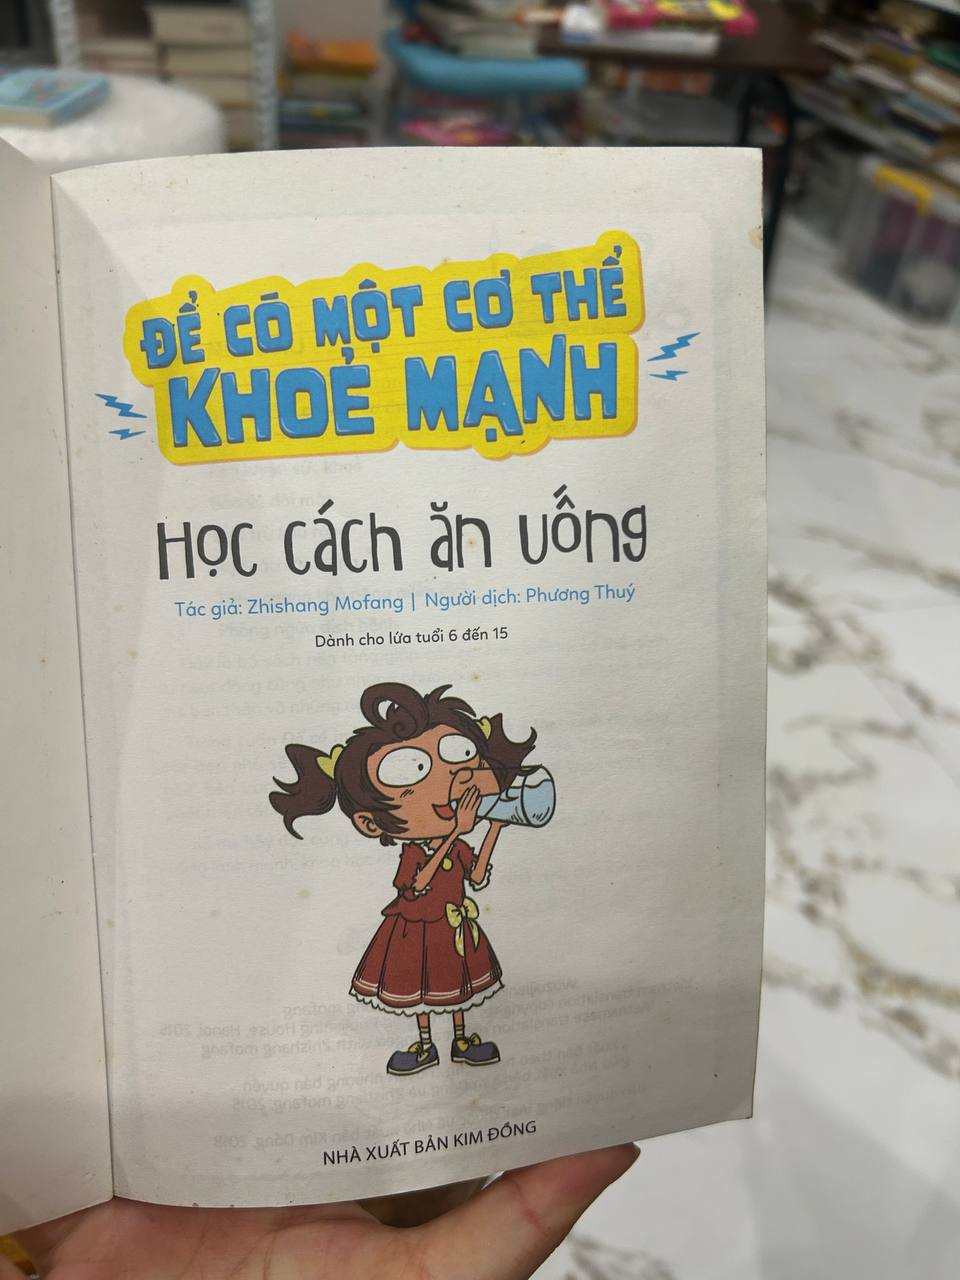 ĐỂ CÓ MỘT CƠ THỂ
KHOẺ MẠNH
Học cách ăn uống
Tác giả: Zhishang Mofang | Người dịch: Phương Thuý
Dành cho lứa tuổi 6 đến 15
NHÀ XUẤT BẢN KIM ĐỒNG